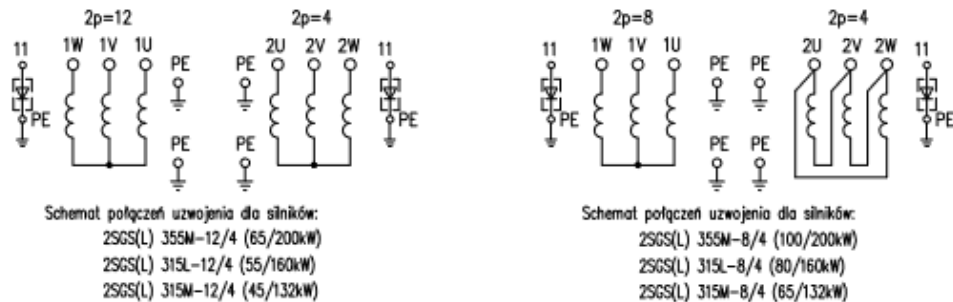 2p=12 2p=4
11 1W 1V 1U PE PE 2U 2V 2W 11
PE PE
PE PE
Schemat połączeń uzwojenia dla silników:
2SGS(L) 355M-12/4 (65/200kW)
2SGS(L) 315L-12/4 (55/160kW)
2SGS(L) 315M-12/4 (45/132kW)
2p=8 2p=4
11 1W 1V 1U PE PE 2U 2V 2W 11
PE PE
PE PE
Schemat połączeń uzwojenia dla silników:
2SGS(L) 355M-8/4 (100/200kW)
2SGS(L) 315L-8/4 (80/160kW)
2SGS(L) 315M-8/4 (65/132kW)